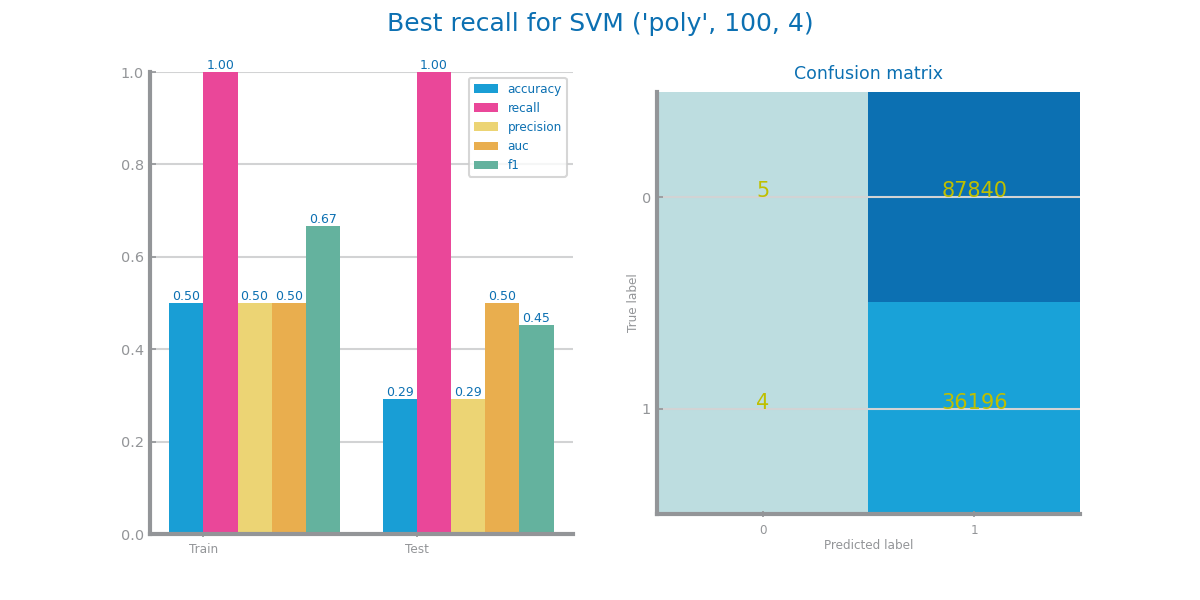 Best recall for SVM ('poly', 100, 4)
1.0
0.8
0.6
0.4
0.2
0.0
0.50
1.00
0.50
0.50
0.67
0.29
1.00
0.29
0.50
0.45
accuracy
recall
precision
auc
f1
Train
Test
Confusion matrix
True label
0
1
5
87840
4
36196
0
1
Predicted label